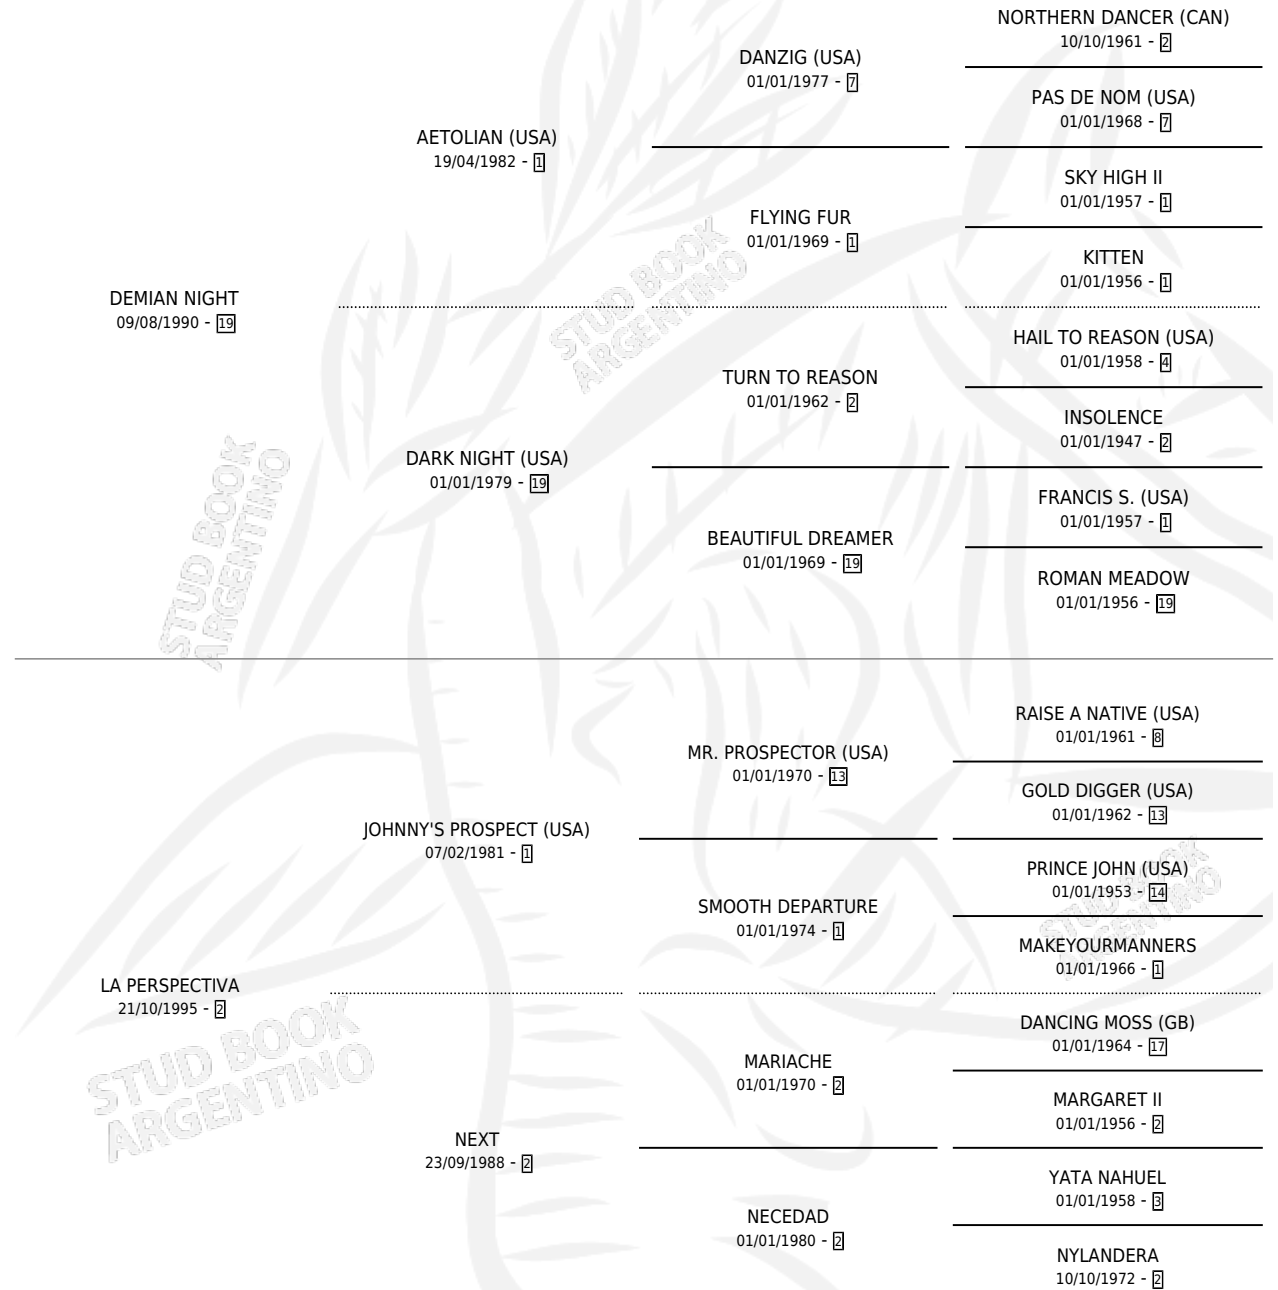 NORTHERN DANCER (CAN)
10/10/1961 - 2
DANZIG (USA)
01/01/1977 - 7
PAS DE NOM (USA)
01/01/1968 - 7
AETOLIAN (USA)
19/04/1982 - 1
SKY HIGH II
01/01/1957 - 1
FLYING FUR
01/01/1969 - 1
KITTEN
01/01/1956 - 1
DEMIAN NIGHT
09/08/1990 - 19
HAIL TO REASON (USA)
01/01/1958 - 4
TURN TO REASON
01/01/1962 - 2
INSOLENCE
01/01/1947 - 2
DARK NIGHT (USA)
01/01/1979 - 19
FRANCIS S. (USA)
01/01/1957 - 1
BEAUTIFUL DREAMER
01/01/1969 - 19
ROMAN MEADOW
01/01/1956 - 19
RAISE A NATIVE (USA)
01/01/1961 - 8
MR. PROSPECTOR (USA)
01/01/1970 - 13
GOLD DIGGER (USA)
01/01/1962 - 13
JOHNNY'S PROSPECT (USA)
07/02/1981 - 1
PRINCE JOHN (USA)
01/01/1953 - 14
SMOOTH DEPARTURE
01/01/1974 - 1
MAKEYOURMANNERS
01/01/1966 - 1
LA PERSPECTIVA
21/10/1995 - 2
DANCING MOSS (GB)
01/01/1964 - 17
MARIACHE
01/01/1970 - 2
MARGARET II
01/01/1956 - 2
NEXT
23/09/1988 - 2
YATA NAHUEL
01/01/1958 - 3
NECEDAD
01/01/1980 - 2
NYLANDERA
10/10/1972 - 2
STUD BOOK
ARGENTINO
STUD BOOK
ARGENTINO
STUD BOOK
ARGENTINO
STUD BOOK
ARGENTINO